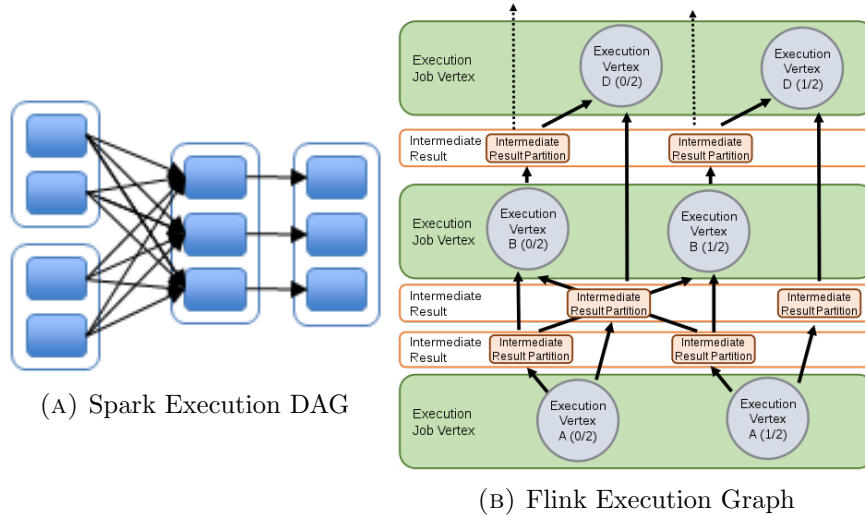 Execution
Job Vertex
Execution
Vertex
D (0/2)
Execution
Vertex
D (1/2)
Intermediate
Result
Intermediate
Result Partition
Intermediate
Result Partition
Execution
Job Vertex
Execution
Vertex
B (0/2)
Execution
Vertex
B (1/2)
Intermediate
Result
Intermediate
Result Partition
Intermediate
Result Partition
Intermediate
Result
Intermediate
Result Partition
Intermediate
Result Partition
Execution
Job Vertex
Execution
Vertex
A (0/2)
Execution
Vertex
A (1/2)
(A) Spark Execution DAG
(B) Flink Execution Graph